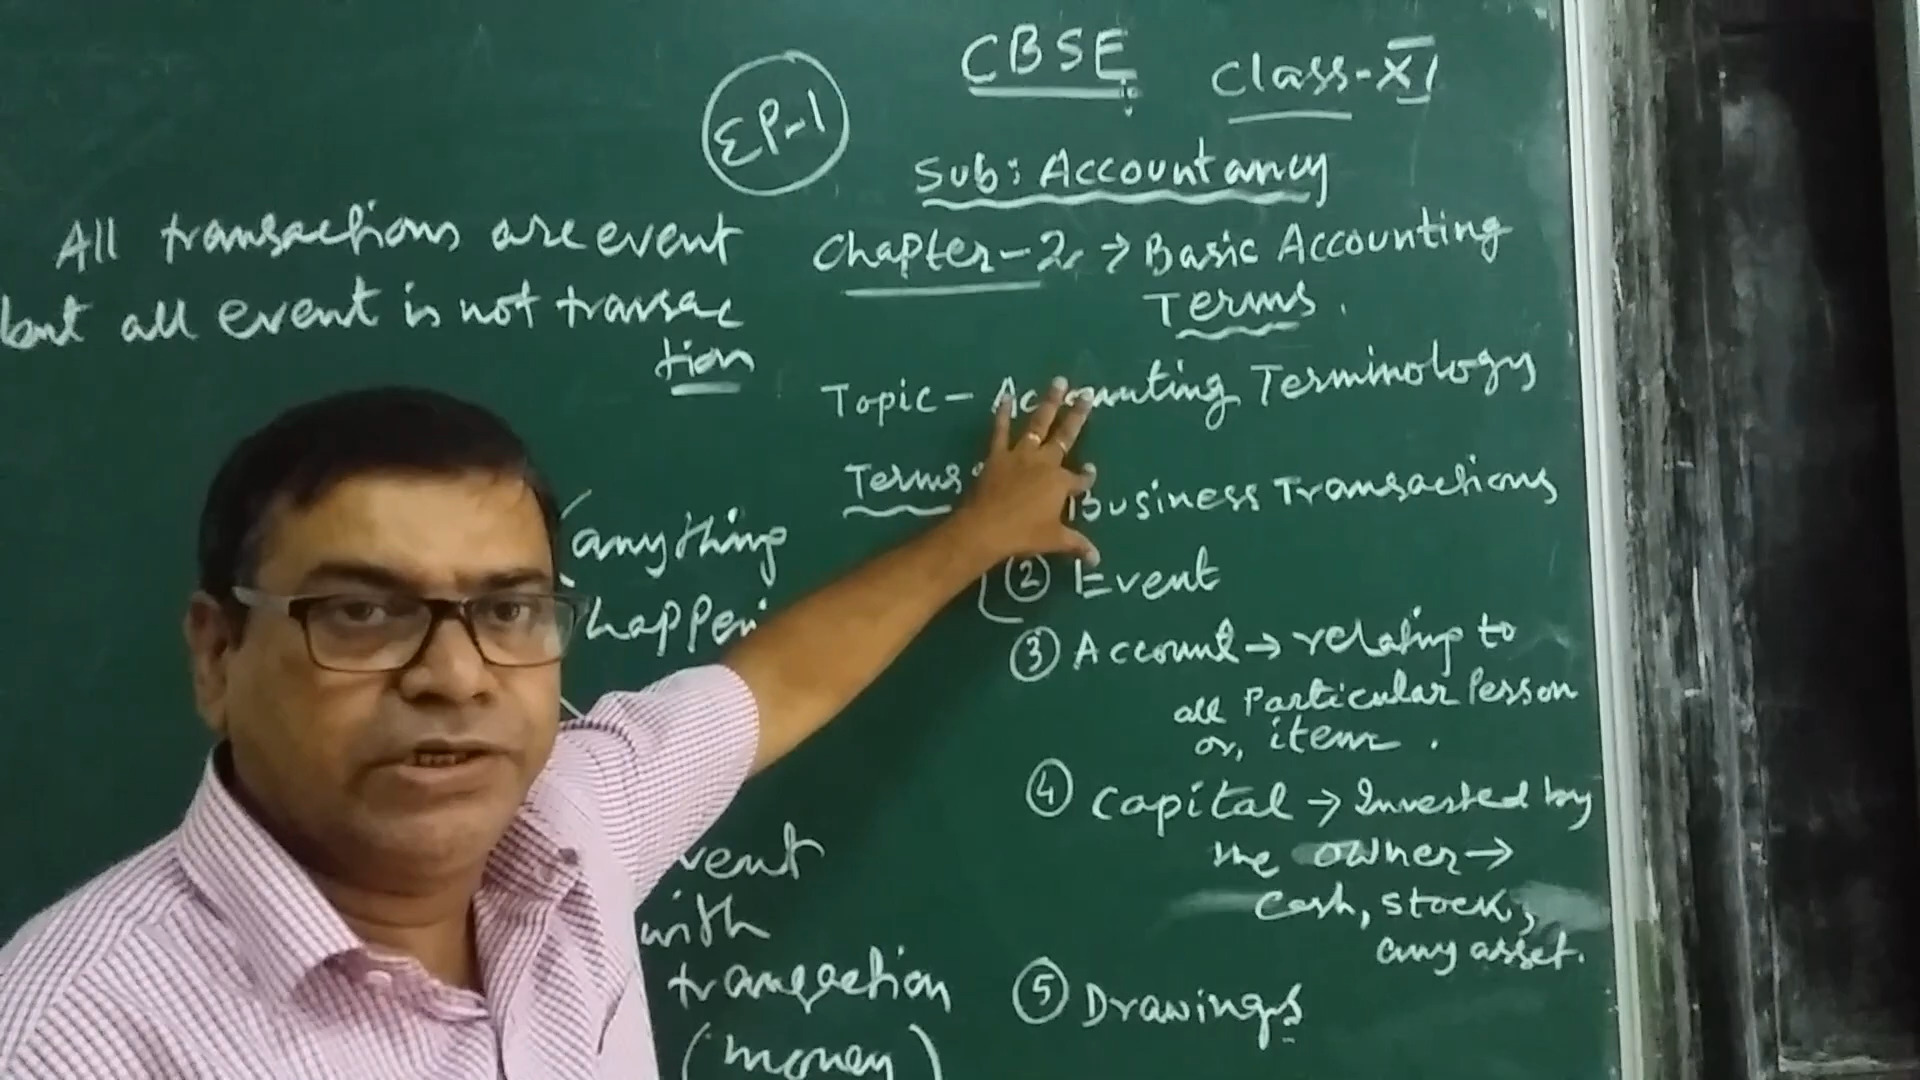 CBSE Class-XI
EP-1
Sub: Accountancy
Chapter-2 → Basic Accounting
Terms.
Topic - Accounting Terminology
Terms
Business Transactions
② Event
③ Account → relating to
all Particular Person
or, item.
④ Capital → Invested by
the owner →
Cash, stock,
any asset.
⑤ Drawings
All transactions are event
but all event is not transac
tion
(anything
happen
vent
with
transaction
(money)